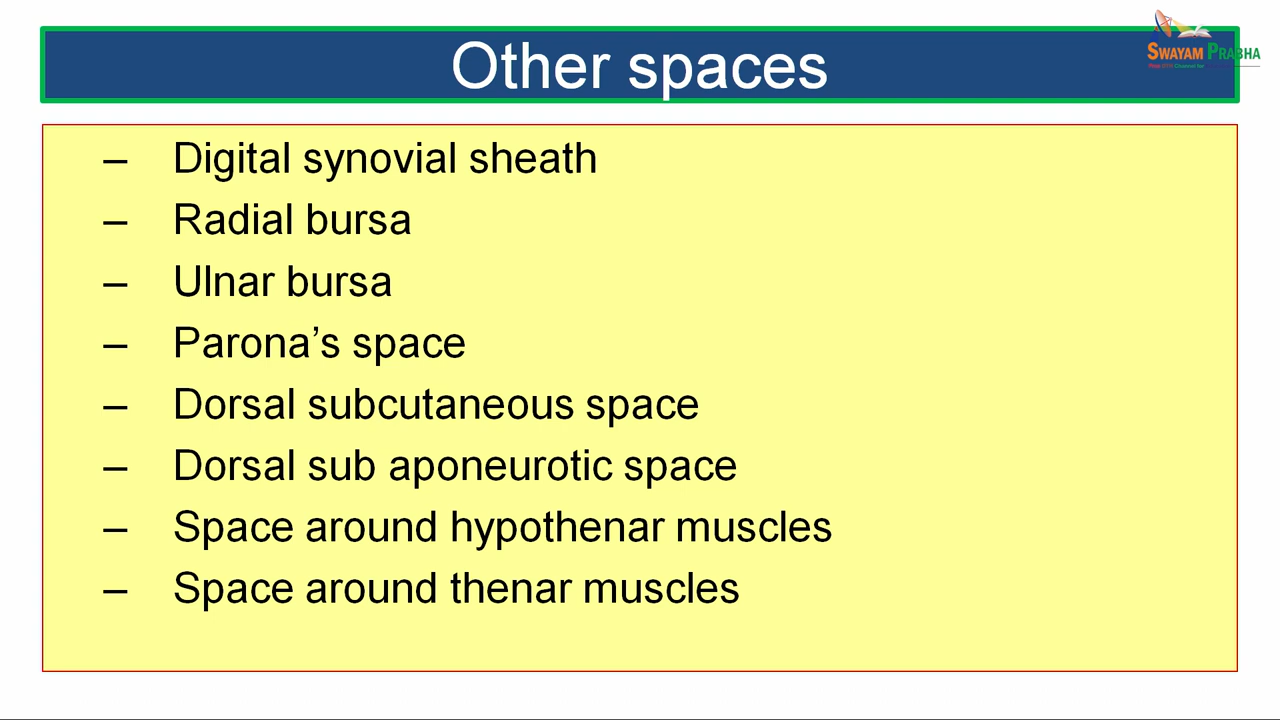 Other spaces
SWAYAM PRABHA
– Digital synovial sheath
– Radial bursa
– Ulnar bursa
– Parona’s space
– Dorsal subcutaneous space
– Dorsal sub aponeurotic space
– Space around hypothenar muscles
– Space around thenar muscles